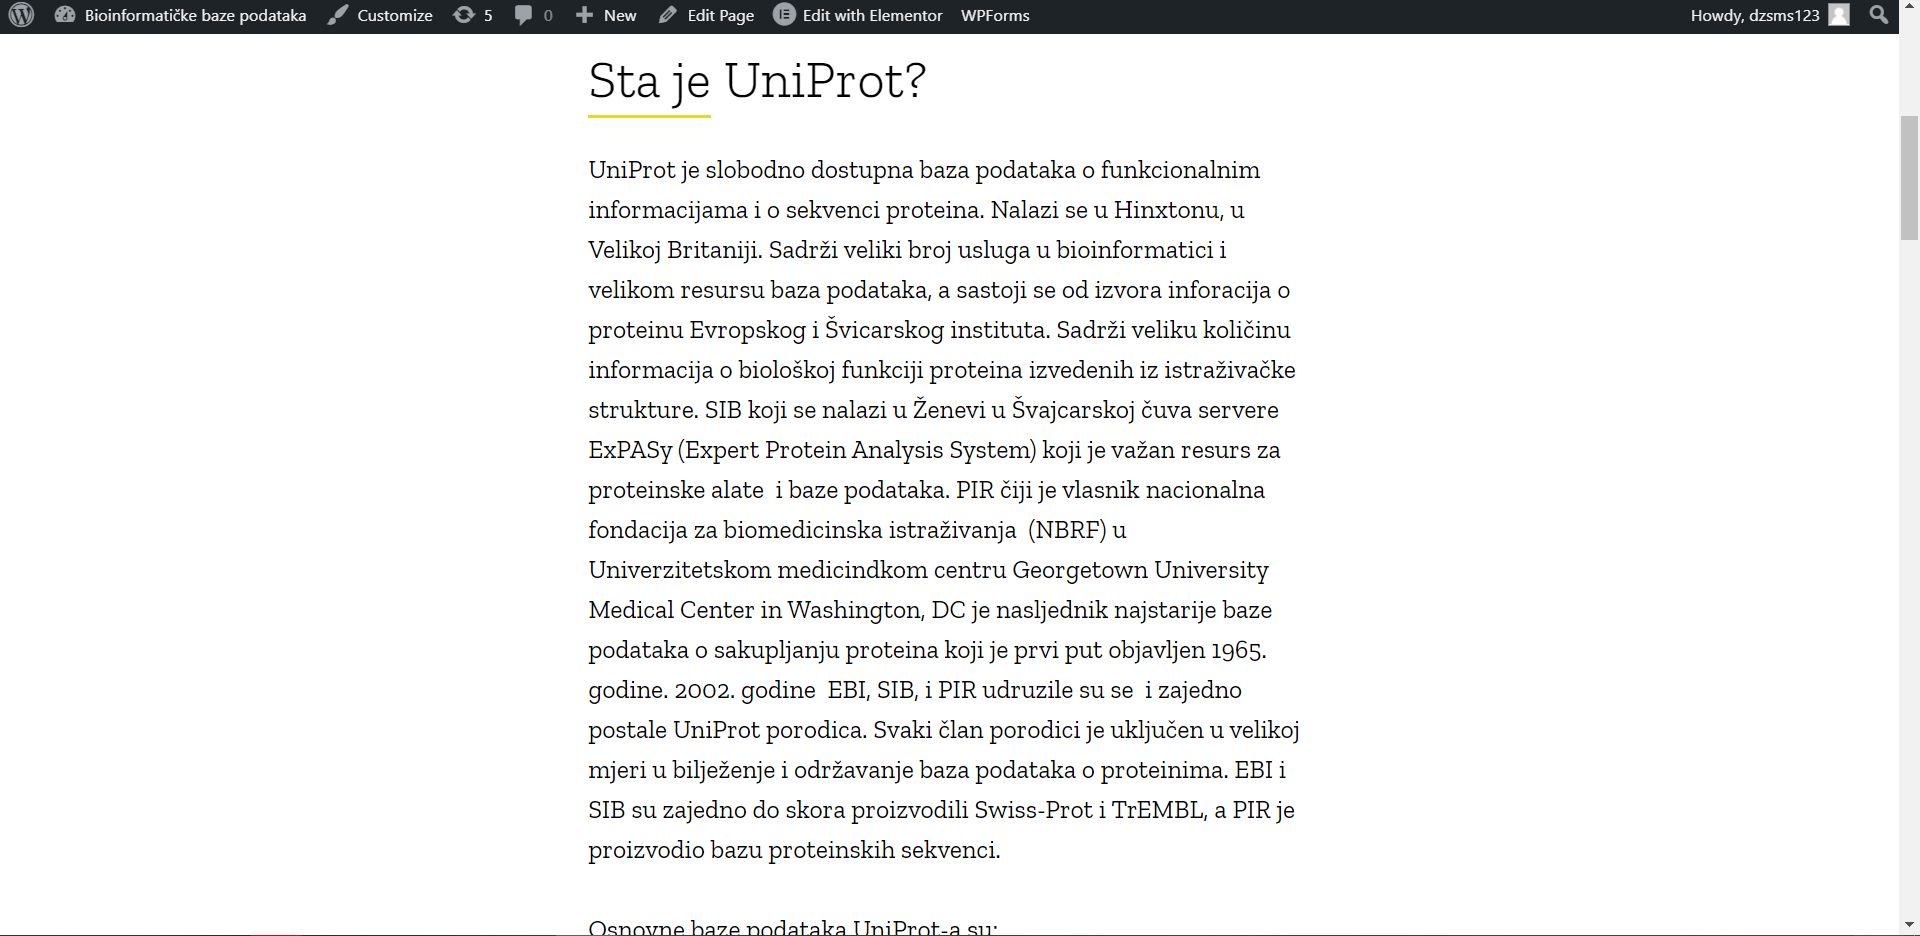 Bioinformatičke baze podataka Customize 5 0 New Edit Page Edit with Elementor WPForms Howdy, dzsms123
Sta je UniProt?
UniProt je slobodno dostupna baza podataka o funkcionalnim
informacijama i o sekvenci proteina. Nalazi se u Hinxtonu, u
Velikoj Britaniji. Sadrži veliki broj usluga u bioinformatici i
velikom resursu baza podataka, a sastoji se od izvora inforacija o
proteinu Evropskog i Švicarskog instituta. Sadrži veliku količinu
informacija o biološkoj funkciji proteina izvedenih iz istraživačke
strukture. SIB koji se nalazi u Ženevi u Švajcarskoj čuva servere
ExPASy (Expert Protein Analysis System) koji je važan resurs za
proteinske alate  i baze podataka. PIR čiji je vlasnik nacionalna
fondacija za biomedicinska istraživanja  (NBRF) u
Univerzitetskom medicindkom centru Georgetown University
Medical Center in Washington, DC je nasljednik najstarije baze
podataka o sakupljanju proteina koji je prvi put objavljen 1965.
godine. 2002. godine  EBI, SIB, i PIR udruzile su se  i zajedno
postale UniProt porodica. Svaki član porodici je uključen u velikoj
mjeri u bilježenje i održavanje baza podataka o proteinima. EBI i
SIB su zajedno do skora proizvodili Swiss-Prot i TrEMBL, a PIR je
proizvodio bazu proteinskih sekvenci.
Osnovne baze podataka UniProt-a su: